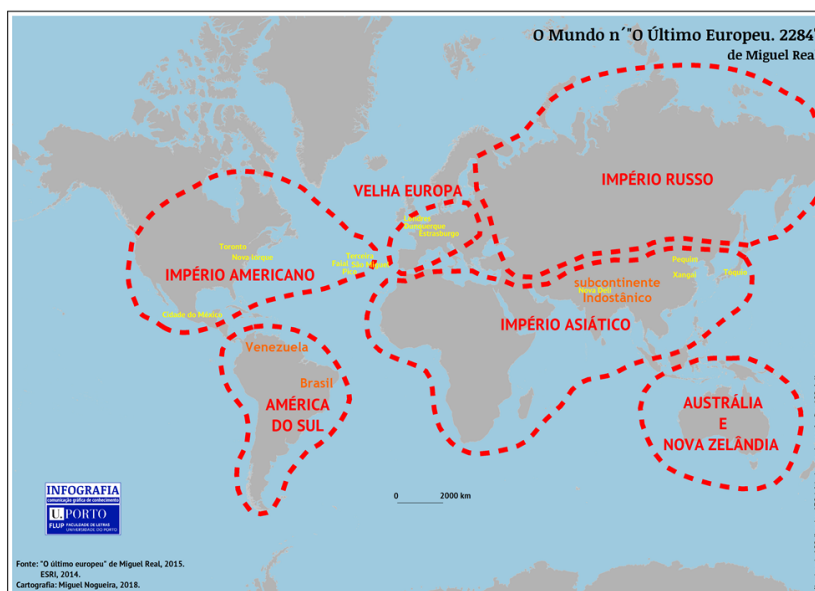 O Mundo n´"O Último Europeu. 2284"
de Miguel Rea
IMPÉRIO RUSSO
VELHA EUROPA
Londres
Dunquerque
Estrasburgo
Toronto
Nova Iorque
Terceira
Faial São Miguel
Pico
IMPÉRIO AMERICANO
Cidade do México
Pequim
Xangai
Tóquio
subcontinente
Indostânico
Nova Deli
IMPÉRIO ASIÁTICO
Venezuela
Brasil
AMÉRICA
DO SUL
AUSTRÁLIA
E
NOVA ZELÂNDIA
INFOGRAFIA
comunicação gráfica de conhecimento
U.PORTO
FLUP FACULDADE DE LETRAS
UNIVERSIDADE DO PORTO
0 2000 km
Fonte: "O último europeu" de Miguel Real, 2015.
ESRI, 2014.
Cartografia: Miguel Nogueira, 2018.